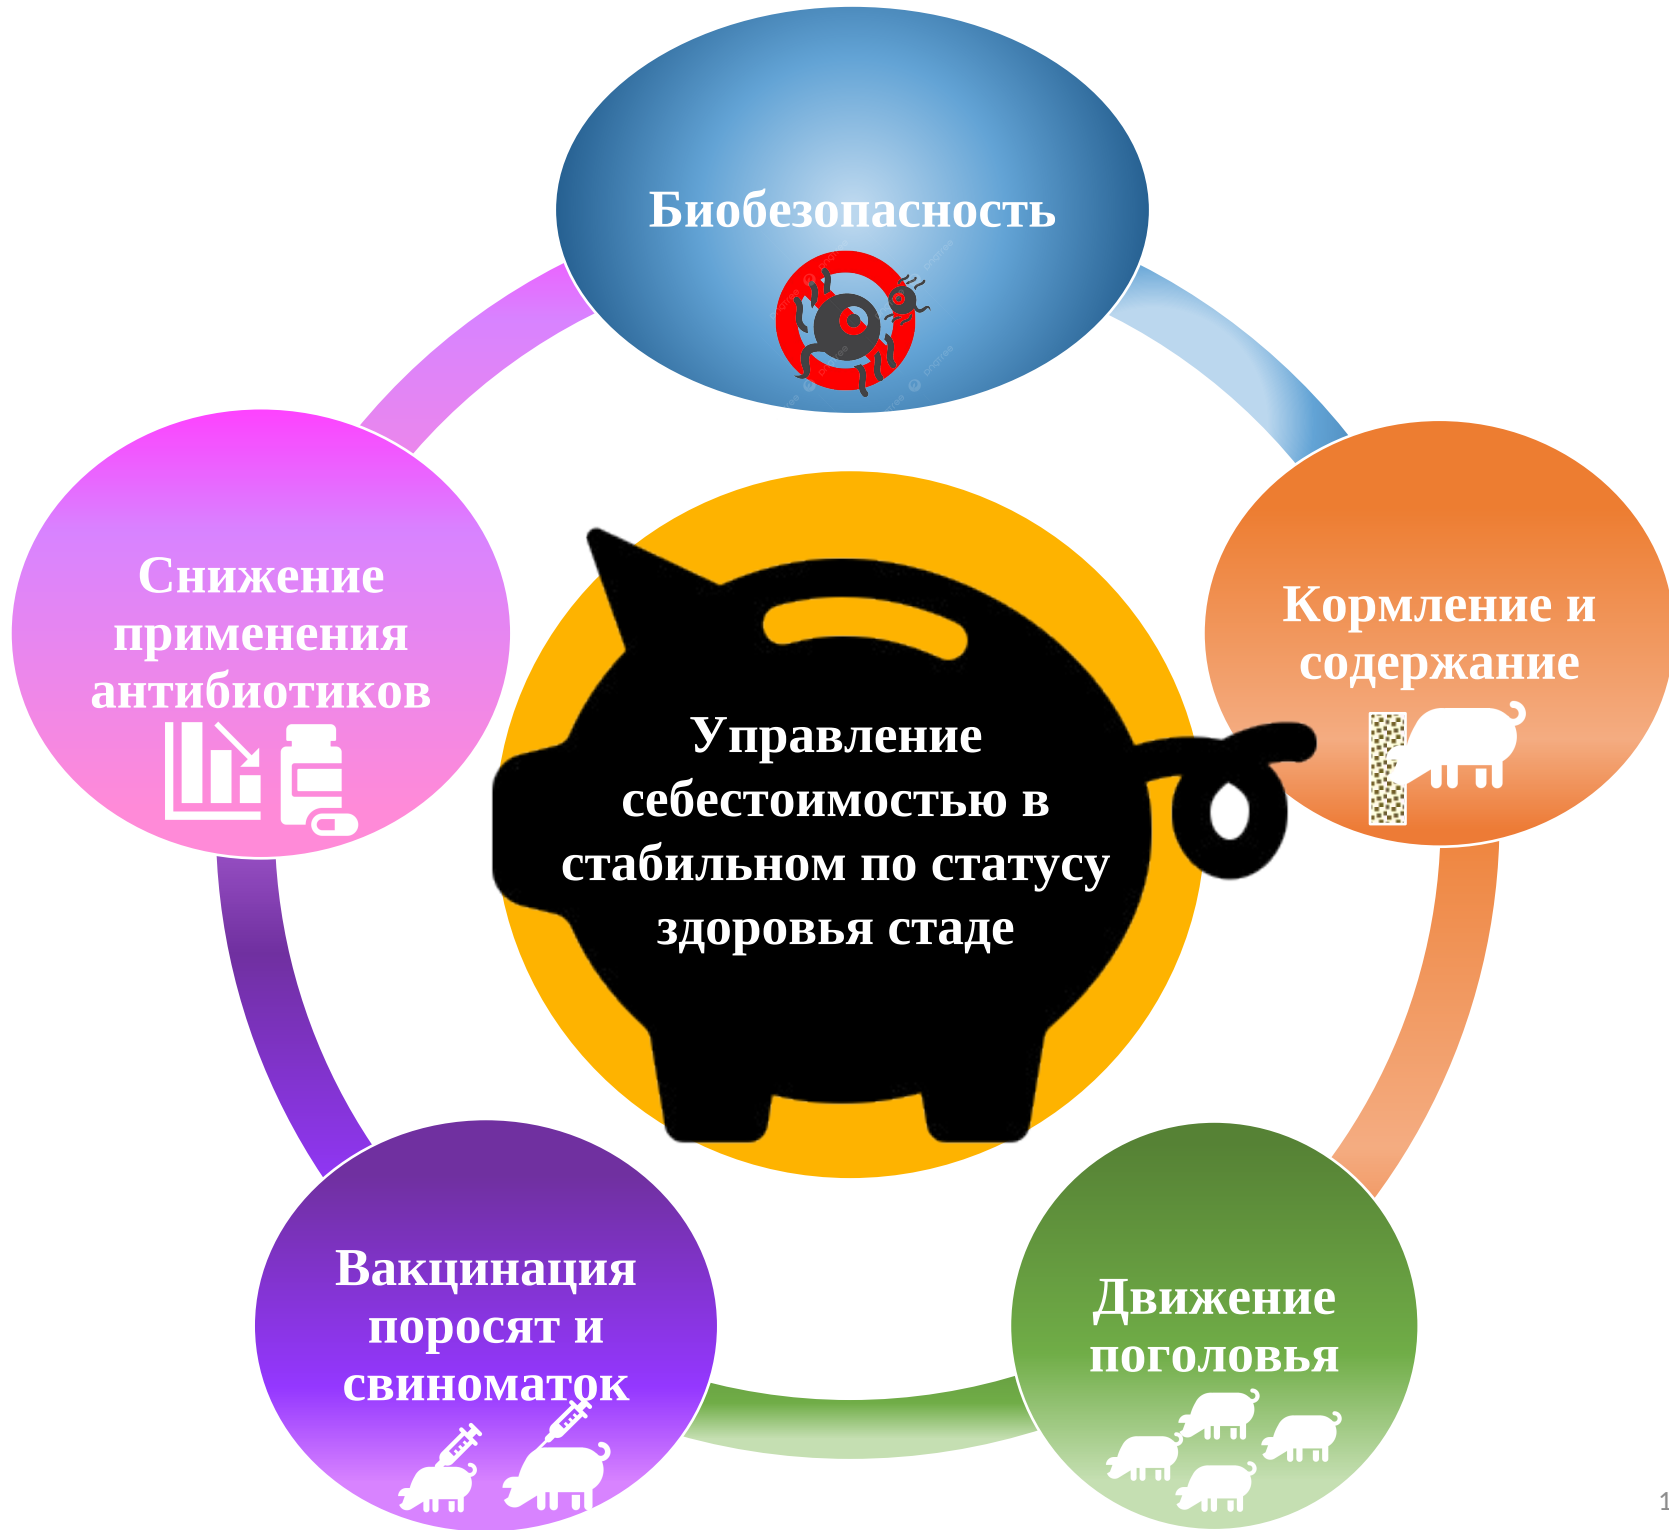 Биобезопасность
Снижение
применения
антибиотиков
Кормление и
содержание
Управление
себестоимостью в
стабильном по статусу
здоровья стаде
Вакцинация
поросят и
свиноматок
Движение
поголовья
1